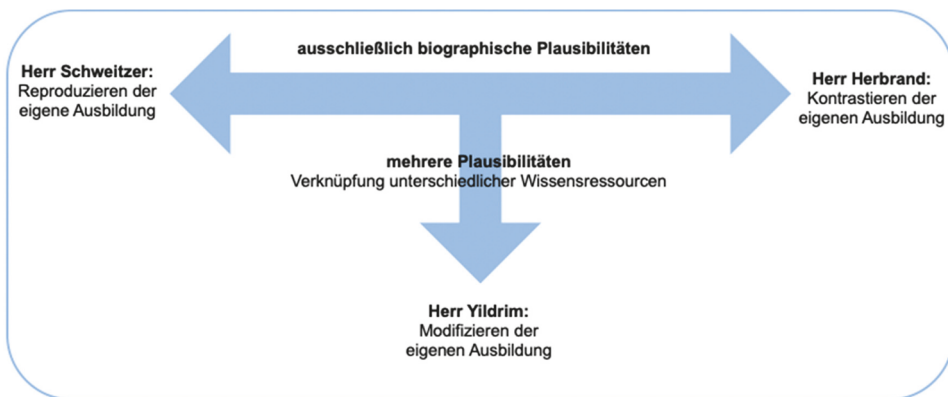 ausschließlich biographische Plausibilitäten
Herr Schweitzer:
Reproduzieren der
eigene Ausbildung
Herr Herbrand:
Kontrastieren der
eigenen Ausbildung
mehrere Plausibilitäten
Verknüpfung unterschiedlicher Wissensressourcen
Herr Yildrim:
Modifizieren der
eigenen Ausbildung